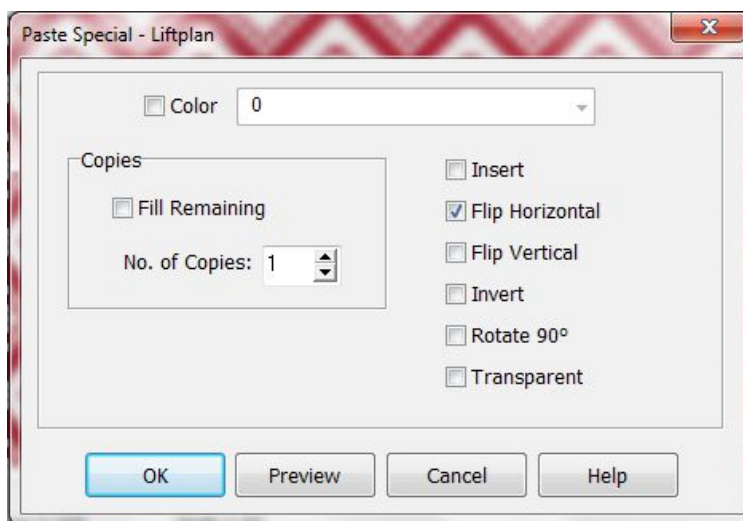 Paste Special - Liftplan
Color 0
Copies
Fill Remaining
No. of Copies: 1
Insert
Flip Horizontal
Flip Vertical
Invert
Rotate 90º
Transparent
OK Preview Cancel Help